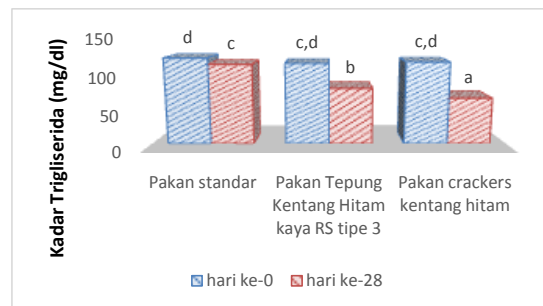 Kadar Trigliserida (mg/dl)
150
100
50
0
d
c
c,d
b
c,d
a
Pakan standar
Pakan Tepung
Kentang Hitam
kaya RS tipe 3
Pakan crackers
kentang hitam
hari ke-0
hari ke-28